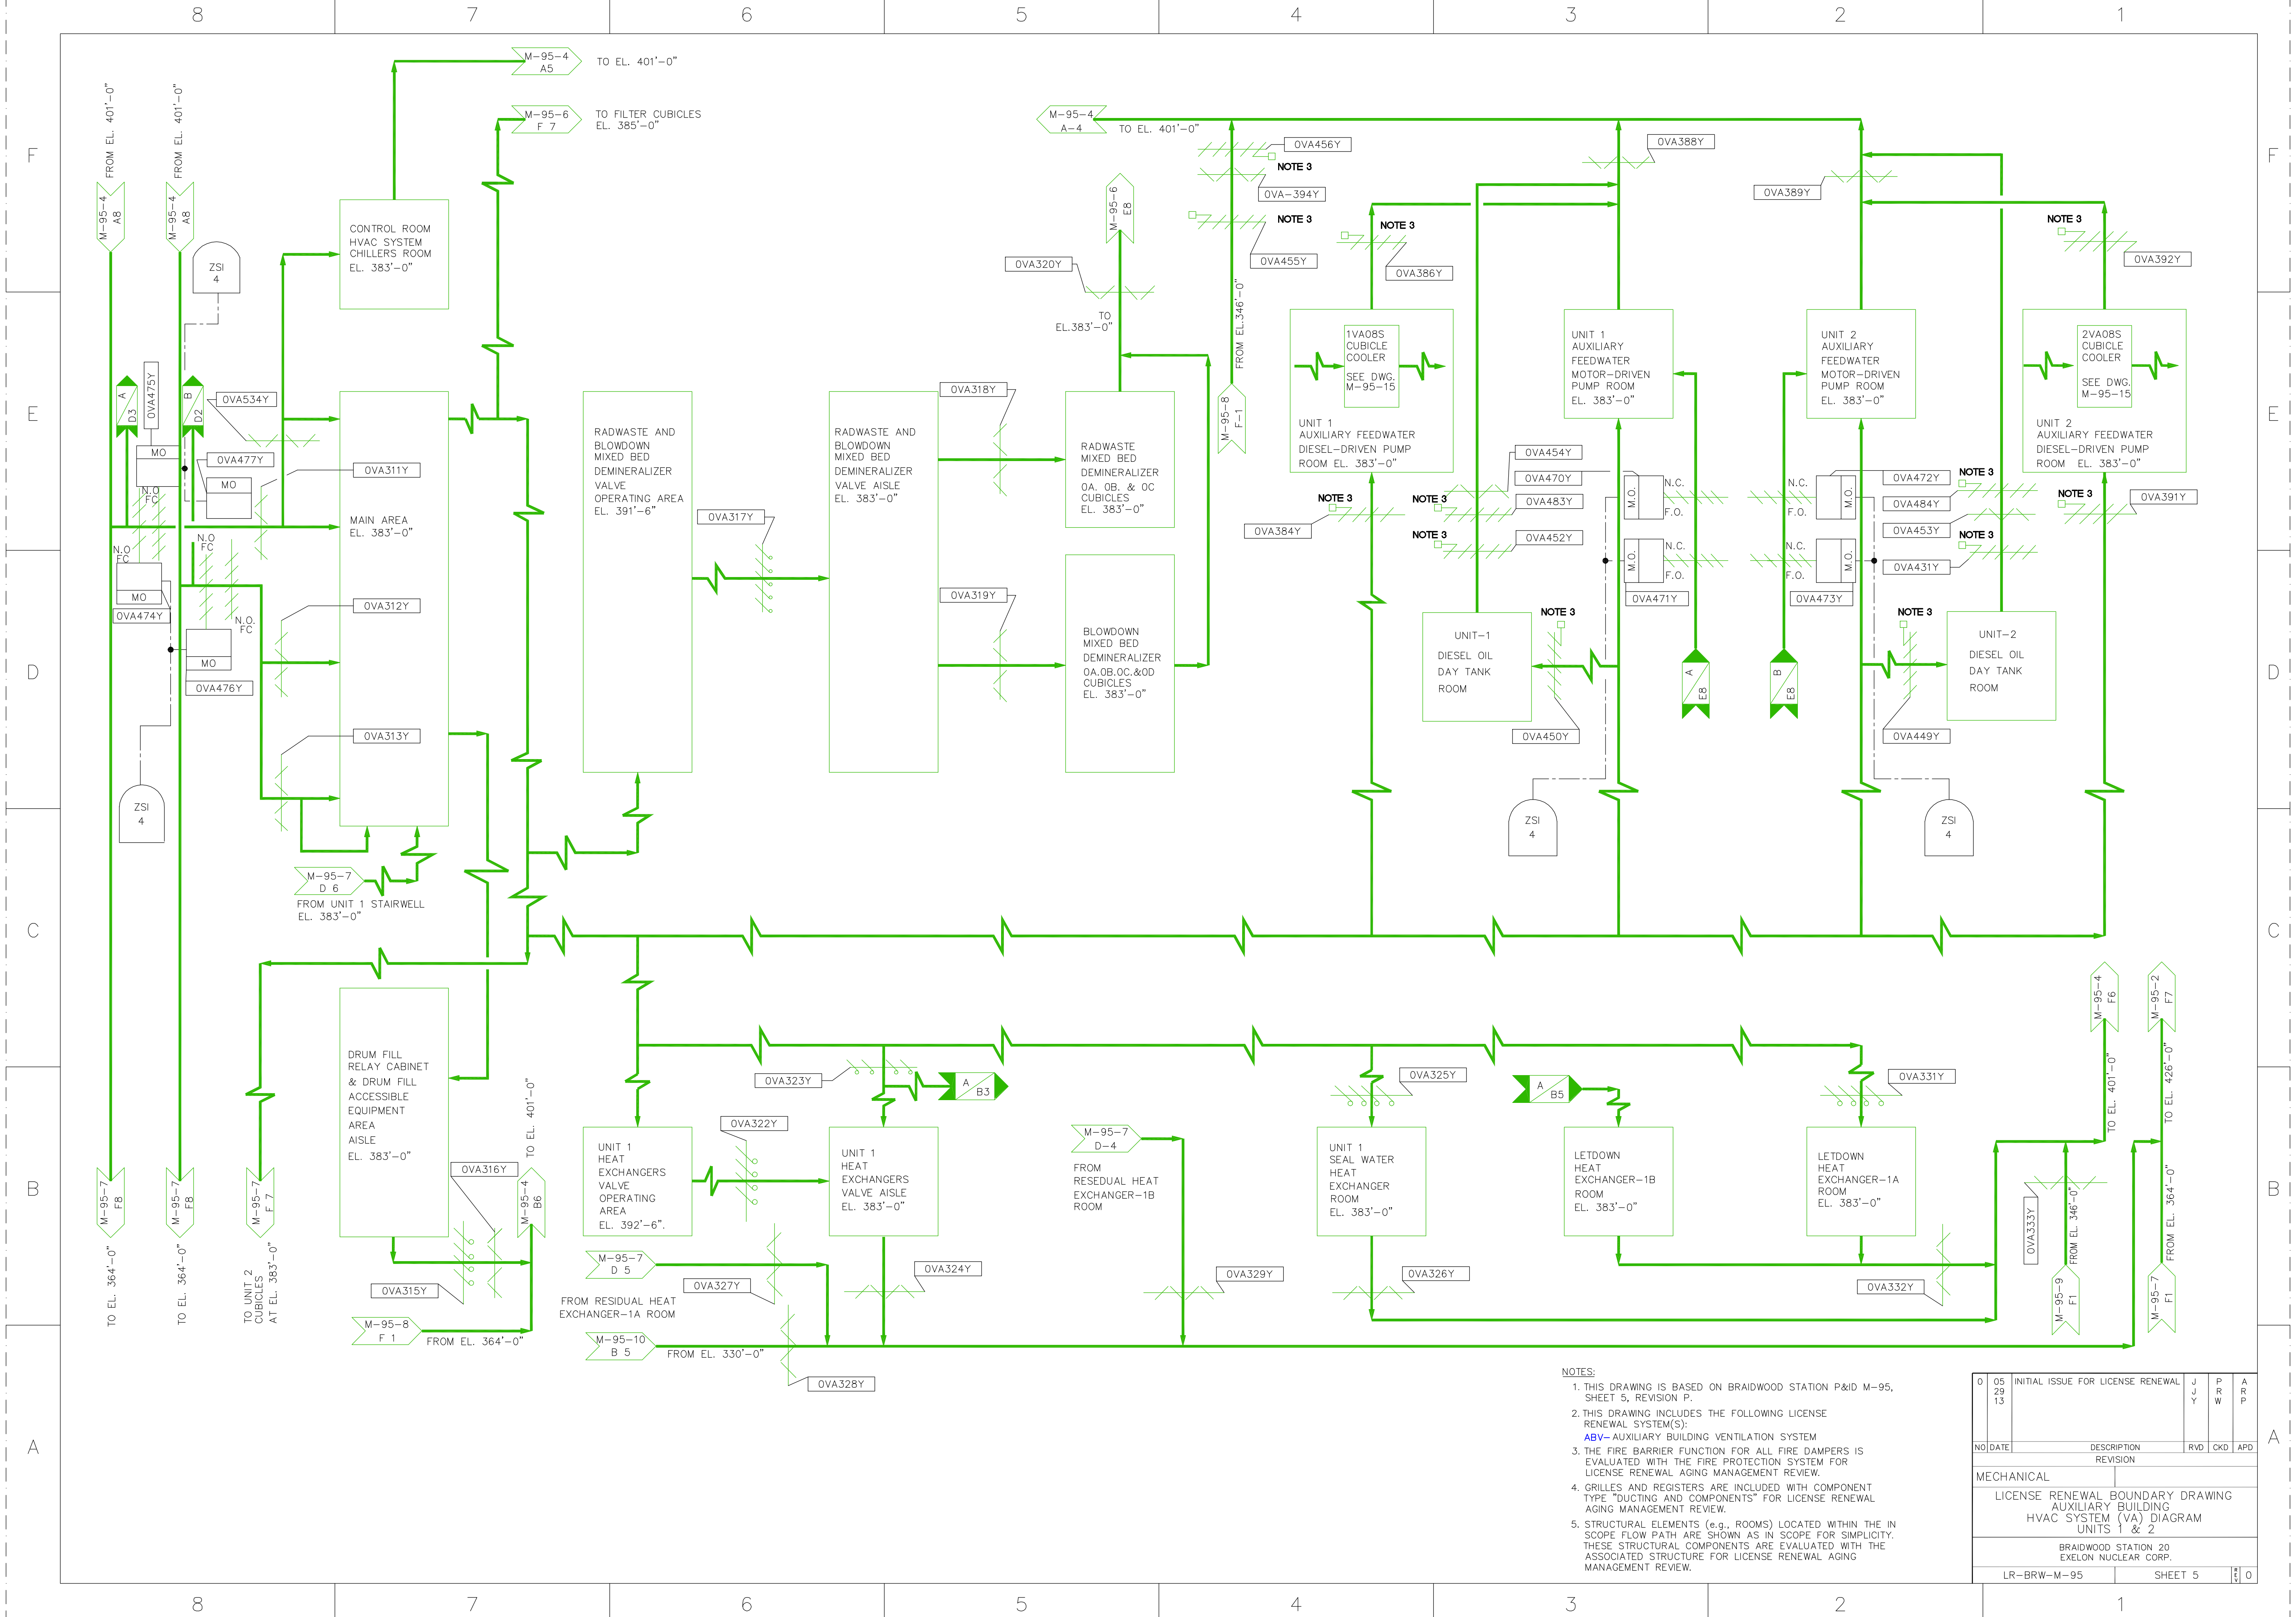 8
7
6
5
4
3
2
1
F
E
D
C
B
A
F
E
D
C
B
A
M-95-4
A5
TO EL. 401'-0"
M-95-6
F 7
TO FILTER CUBICLES
EL. 385'-0"
FROM EL. 401'-0"
FROM EL. 401'-0"
M-95-4
A8
M-95-4
A8
ZSI
4
CONTROL ROOM
HVAC SYSTEM
CHILLERS ROOM
EL. 383'-0"
A
D3
0VA475Y
B
D2
0VA534Y
MO
0VA477Y
MO
N.O
FC
0VA311Y
MAIN AREA
EL. 383'-0"
N.O
FC
N.O
FC
MO
0VA474Y
0VA312Y
N.O.
FC
MO
0VA476Y
0VA313Y
ZSI
4
M-95-7
D 6
FROM UNIT 1 STAIRWELL
EL. 383'-0"
RADWASTE AND
BLOWDOWN
MIXED BED
DEMINERALIZER
VALVE
OPERATING AREA
EL. 391'-6"
0VA317Y
RADWASTE AND
BLOWDOWN
MIXED BED
DEMINERALIZER
VALVE AISLE
EL. 383'-0"
0VA318Y
0VA319Y
RADWASTE
MIXED BED
DEMINERALIZER
0A. 0B. & 0C
CUBICLES
EL. 383'-0"
BLOWDOWN
MIXED BED
DEMINERALIZER
0A.0B.0C.&0D
CUBICLES
EL. 383'-0"
M-95-6
E8
0VA320Y
TO
EL.383'-0"
M-95-4
A-4
TO EL. 401'-0"
0VA456Y
NOTE 3
0VA-394Y
NOTE 3
0VA455Y
FROM EL.346'-0"
M-95-8
F-1
NOTE 3
0VA386Y
1VA08S
CUBICLE
COOLER
SEE DWG.
M-95-15
UNIT 1
AUXILIARY FEEDWATER
DIESEL-DRIVEN PUMP
ROOM EL. 383'-0"
NOTE 3
0VA384Y
0VA388Y
UNIT 1
AUXILIARY
FEEDWATER
MOTOR-DRIVEN
PUMP ROOM
EL. 383'-0"
0VA454Y
0VA470Y
NOTE 3
0VA483Y
NOTE 3
0VA452Y
M.O.
N.C.
F.O.
M.O.
N.C.
F.O.
0VA471Y
UNIT-1
DIESEL OIL
DAY TANK
ROOM
NOTE 3
0VA450Y
A
E8
ZSI
4
0VA389Y
UNIT 2
AUXILIARY
FEEDWATER
MOTOR-DRIVEN
PUMP ROOM
EL. 383'-0"
N.C.
F.O.
M.O.
N.C.
F.O.
M.O.
0VA473Y
0VA472Y
NOTE 3
0VA484Y
0VA453Y
NOTE 3
0VA431Y
B
E8
NOTE 3
0VA449Y
UNIT-2
DIESEL OIL
DAY TANK
ROOM
ZSI
4
NOTE 3
0VA392Y
2VA08S
CUBICLE
COOLER
SEE DWG.
M-95-15
UNIT 2
AUXILIARY FEEDWATER
DIESEL-DRIVEN PUMP
ROOM EL. 383'-0"
NOTE 3
0VA391Y
DRUM FILL
RELAY CABINET
& DRUM FILL
ACCESSIBLE
EQUIPMENT
AREA
AISLE
EL. 383'-0"
M-95-7
F8
M-95-7
F8
M-95-7
F 7
TO EL. 364'-0"
TO EL. 364'-0"
TO UNIT 2
CUBICLES
AT EL. 383'-0"
0VA316Y
0VA315Y
TO EL. 401'-0"
M-95-4
B6
M-95-8
F 1
FROM EL. 364'-0"
UNIT 1
HEAT
EXCHANGERS
VALVE
OPERATING
AREA
EL. 392'-6".
0VA322Y
0VA323Y
A
B3
UNIT 1
HEAT
EXCHANGERS
VALVE AISLE
EL. 383'-0"
M-95-7
D 5
0VA327Y
FROM RESIDUAL HEAT
EXCHANGER-1A ROOM
0VA324Y
M-95-10
B 5
FROM EL. 330'-0"
0VA328Y
M-95-7
D-4
FROM
RESEDUAL HEAT
EXCHANGER-1B
ROOM
0VA329Y
0VA325Y
UNIT 1
SEAL WATER
HEAT
EXCHANGER
ROOM
EL. 383'-0"
0VA326Y
A
B5
LETDOWN
HEAT
EXCHANGER-1B
ROOM
EL. 383'-0"
0VA331Y
LETDOWN
HEAT
EXCHANGER-1A
ROOM
EL. 383'-0"
0VA332Y
M-95-4
F6
M-95-2
F7
TO EL. 401'-0"
TO EL. 426'-0"
0VA333Y
FROM EL. 346'-0"
FROM EL. 364'-0"
M-95-9
F1
M-95-7
F1
NOTES:
1. THIS DRAWING IS BASED ON BRAIDWOOD STATION P&ID M-95,
SHEET 5, REVISION P.
2. THIS DRAWING INCLUDES THE FOLLOWING LICENSE
RENEWAL SYSTEM(S):
ABV- AUXILIARY BUILDING VENTILATION SYSTEM
3. THE FIRE BARRIER FUNCTION FOR ALL FIRE DAMPERS IS
EVALUATED WITH THE FIRE PROTECTION SYSTEM FOR
LICENSE RENEWAL AGING MANAGEMENT REVIEW.
4. GRILLES AND REGISTERS ARE INCLUDED WITH COMPONENT
TYPE "DUCTING AND COMPONENTS" FOR LICENSE RENEWAL
AGING MANAGEMENT REVIEW.
5. STRUCTURAL ELEMENTS (e.g., ROOMS) LOCATED WITHIN THE IN
SCOPE FLOW PATH ARE SHOWN AS IN SCOPE FOR SIMPLICITY.
THESE STRUCTURAL COMPONENTS ARE EVALUATED WITH THE
ASSOCIATED STRUCTURE FOR LICENSE RENEWAL AGING
MANAGEMENT REVIEW.
0 05 INITIAL ISSUE FOR LICENSE RENEWAL J P A
29 J R R
13 Y W P
NO DATE DESCRIPTION RVD CKD APD
REVISION
MECHANICAL
LICENSE RENEWAL BOUNDARY DRAWING
AUXILIARY BUILDING
HVAC SYSTEM (VA) DIAGRAM
UNITS 1 & 2
BRAIDWOOD STATION 20
EXELON NUCLEAR CORP.
LR-BRW-M-95 SHEET 5 REV 0
8
7
6
5
4
3
2
1